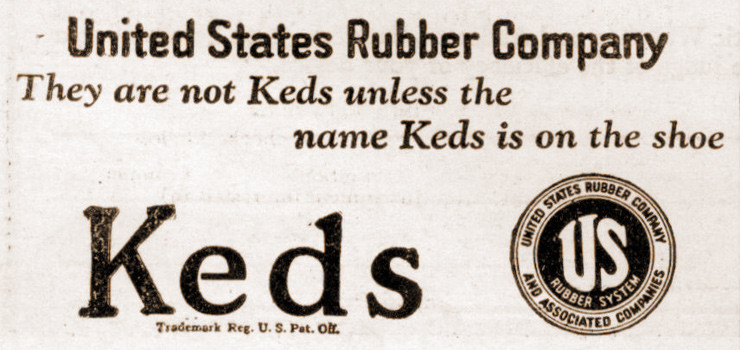 United States Rubber Company
They are not Keds unless the
name Keds is on the shoe
Keds
Trademark Reg. U. S. Pat. Off.
UNITED STATES RUBBER COMPANY
US
RUBBER SYSTEM
AND ASSOCIATED COMPANIES